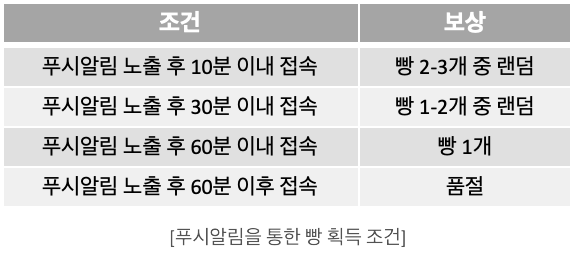 조건 보상
푸시알림 노출 후 10분 이내 접속 빵 2-3개 중 랜덤
푸시알림 노출 후 30분 이내 접속 빵 1-2개 중 랜덤
푸시알림 노출 후 60분 이내 접속 빵 1개
푸시알림 노출 후 60분 이후 접속 품절
[푸시알림을 통한 빵 획득 조건]